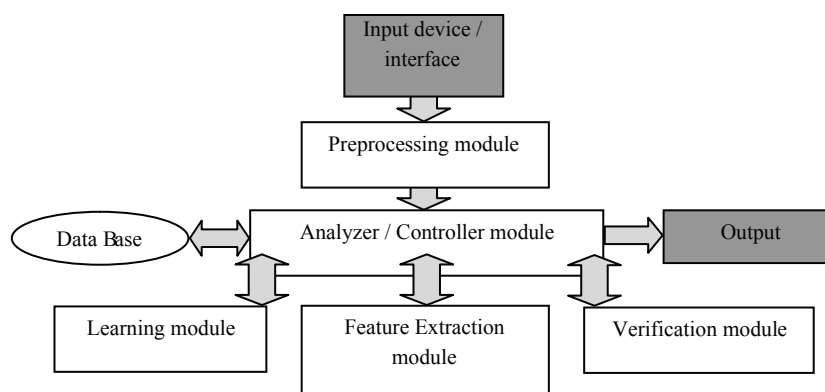 Input device /
interface
Preprocessing module
Data Base
Analyzer / Controller module
Output
Learning module
Feature Extraction
module
Verification module